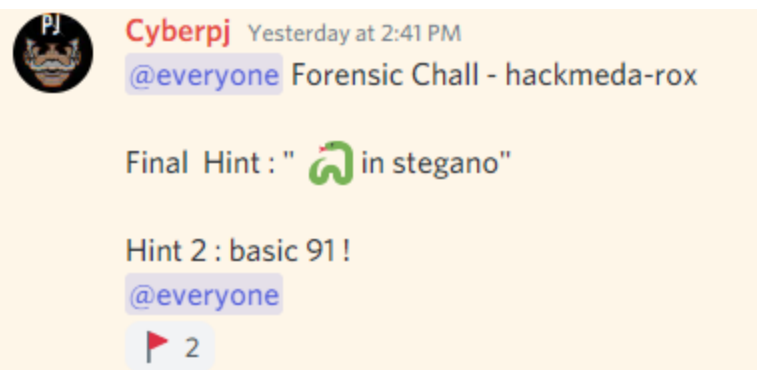 PJ
Cyberpj Yesterday at 2:41 PM
@everyone Forensic Chall - hackmeda-rox
Final Hint : " 🐍 in stegano"
Hint 2 : basic 91 !
@everyone
🚩 2